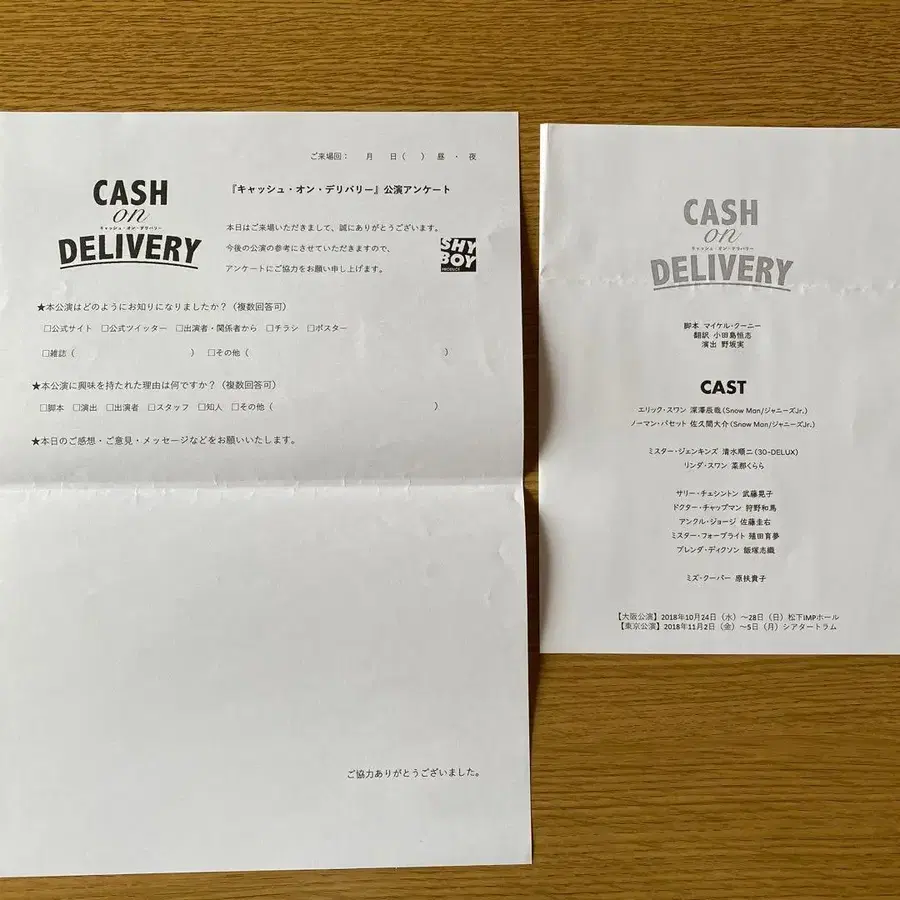 ご来場回： 月 日（ ） 昼 ・ 夜
CASH
on
キャッシュ・オン・デリバリー
DELIVERY
『キャッシュ・オン・デリバリー』公演アンケート
本日はご来場いただきまして、誠にありがとうございます。
今後の公演の参考にさせていただきますので、
アンケートにご協力をお願い申し上げます。
SHY
BOY
PRODUCE
★本公演はどのようにお知りになりましたか？（複数回答可）
□公式サイト □公式ツイッター □出演者・関係者から □チラシ □ポスター
□雑誌（ ） □その他（ ）
★本公演に興味を持たれた理由は何ですか？（複数回答可）
□脚本 □演出 □出演者 □スタッフ □知人 □その他（ ）
★本日のご感想・ご意見・メッセージなどをお願いいたします。
ご協力ありがとうございました。
CASH
on
キャッシュ・オン・デリバリー
DELIVERY
脚本 マイケル・クーニー
翻訳 小田島恒志
演出 野坂実
CAST
エリック・スワン 深澤辰哉（Snow Man/ジャニーズJr.）
ノーマン・バセット 佐久間大介（Snow Man/ジャニーズJr.）
ミスター・ジェンキンズ 清水順二（30-DELUX）
リンダ・スワン 菜那くらら
サリー・チェシントン 武藤晃子
ドクター・チャップマン 狩野和馬
アンクル・ジョージ 佐藤圭右
ミスター・フォーブライト 殖田育夢
ブレンダ・ディクソン 飯塚志織
ミズ・クーパー 原扶貴子
【大阪公演】2018年10月24日（水）～28日（日）松下IMPホール
【東京公演】2018年11月2日（金）～5日（月）シアタートラム